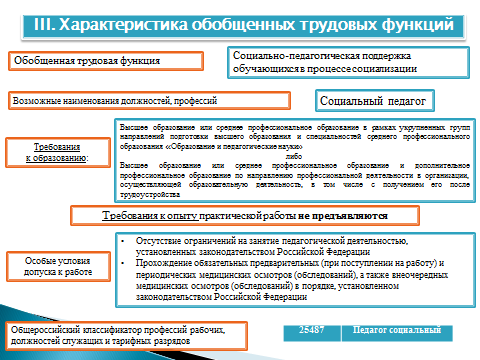 III. Характеристика обобщенных трудовых функций
Обобщенная трудовая функция
Социально-педагогическая поддержка
обучающихся в процессе социализации
Возможные наименования должностей, профессий
Социальный педагог
Требования
к образованию:
Высшее образование или среднее профессиональное образование в рамках укрупненных групп
направлений подготовки высшего образования и специальностей среднего профессионального
образования «Образование и педагогические науки»
либо
Высшее образование или среднее профессиональное образование и дополнительное
профессиональное образование по направлению профессиональной деятельности в организации,
осуществляющей образовательную деятельность, в том числе с получением его после
трудоустройства
Требования к опыту практической работы не предъявляются
Особые условия
допуска к работе
• Отсутствие ограничений на занятие педагогической деятельностью,
установленных законодательством Российской Федерации
• Прохождение обязательных предварительных (при поступлении на работу) и
периодических медицинских осмотров (обследований), а также внеочередных
медицинских осмотров (обследований) в порядке, установленном
законодательством Российской Федерации
Общероссийский классификатор профессий рабочих,
должностей служащих и тарифных разрядов
25487 Педагог социальный